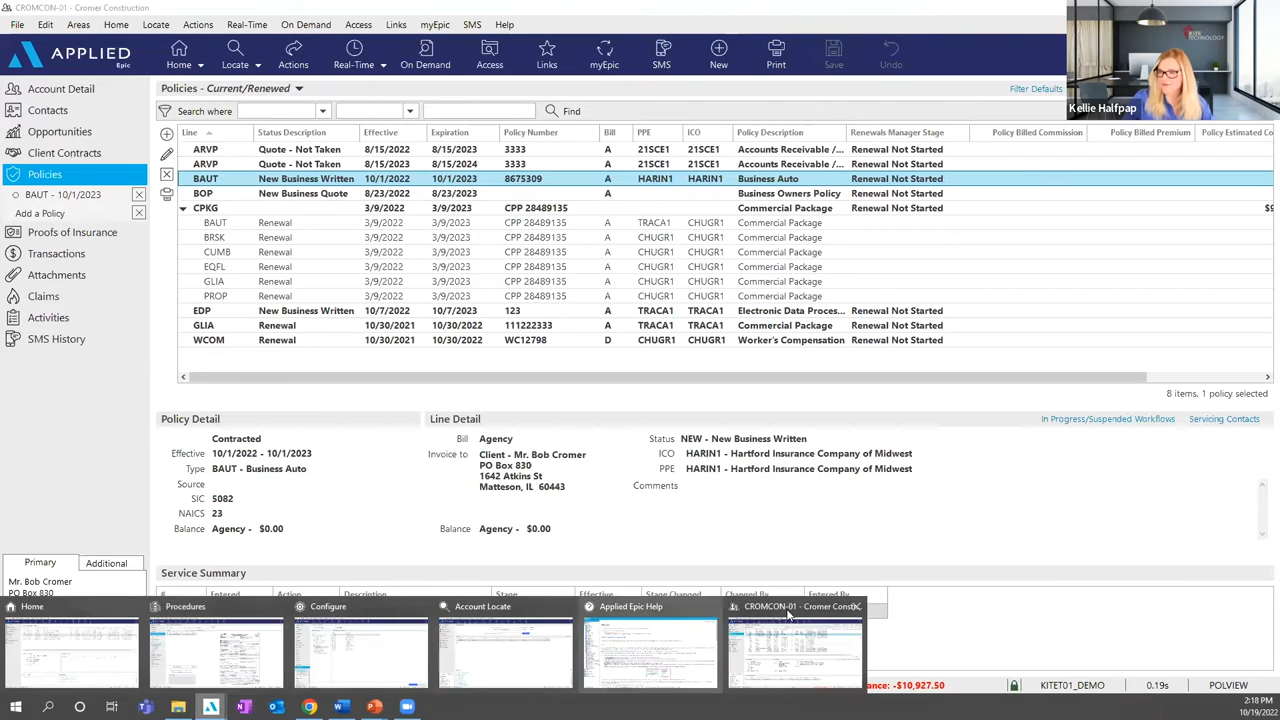 CROMCON-01 - Cromer Construction
File Edit Areas Home Locate Actions Real-Time On Demand Access Links myEpic SMS Help
APPLIED
Epic
Home Locate Actions Real-Time On Demand Access Links myEpic SMS New Print Save Undo
KITE TECHNOLOGY
Kellie Halfpap
Account Detail
Contacts
Opportunities
Client Contracts
Policies
BAUT - 10/1/2023
Add a Policy
Proofs of Insurance
Transactions
Attachments
Claims
Activities
SMS History
Policies - Current/Renewed
Filter Defaults
Search where Find
Line Status Description Effective Expiration Policy Number Bill PPE ICO Policy Description Renewals Manager Stage Policy Billed Commission Policy Billed Premium Policy Estimated Co
ARVP Quote - Not Taken 8/15/2022 8/15/2023 3333 A 21SCE1 21SCE1 Accounts Receivable /... Renewal Not Started
ARVP Quote - Not Taken 8/15/2023 8/15/2024 3333 A 21SCE1 21SCE1 Accounts Receivable /... Renewal Not Started
BAUT New Business Written 10/1/2022 10/1/2023 8675309 A HARIN1 HARIN1 Business Auto Renewal Not Started
BOP New Business Quote 8/23/2022 8/23/2023 A Business Owners Policy Renewal Not Started
CPKG 3/9/2022 3/9/2023 CPP 28489135 Commercial Package Renewal Not Started
BAUT Renewal 3/9/2022 3/9/2023 CPP 28489135 A TRACA1 CHUGR1 Commercial Package
BRSK Renewal 3/9/2022 3/9/2023 CPP 28489135 A CHUGR1 CHUGR1 Commercial Package
CUMB Renewal 3/9/2022 3/9/2023 CPP 28489135 A CHUGR1 CHUGR1 Commercial Package
EQFL Renewal 3/9/2022 3/9/2023 CPP 28489135 A CHUGR1 CHUGR1 Commercial Package
GLIA Renewal 3/9/2022 3/9/2023 CPP 28489135 A CHUGR1 CHUGR1 Commercial Package
PROP Renewal 3/9/2022 3/9/2023 CPP 28489135 A CHUGR1 CHUGR1 Commercial Package
EDP New Business Written 10/7/2022 10/7/2023 123 A TRACA1 TRACA1 Electronic Data Proces... Renewal Not Started
GLIA Renewal 10/30/2021 10/30/2022 111222333 A TRACA1 TRACA1 Commercial Package Renewal Not Started
WCOM Renewal 10/30/2021 10/30/2022 WC12798 D CHUGR1 CHUGR1 Worker's Compensation Renewal Not Started
8 items, 1 policy selected
Policy Detail
Contracted
Effective 10/1/2022 - 10/1/2023
Type BAUT - Business Auto
Source
SIC 5082
NAICS 23
Balance Agency - $0.00
Line Detail
In Progress/Suspended Workflows Servicing Contacts
Bill Agency
Invoice to Client - Mr. Bob Cromer
PO Box 830
1642 Atkins St
Matteson, IL 60443
Balance Agency - $0.00
Status NEW - New Business Written
ICO HARIN1 - Hartford Insurance Company of Midwest
PPE HARIN1 - Hartford Insurance Company of Midwest
Comments
Service Summary
# Entered Action Description Stage Effective Stage Changed Changed By Entered By
Primary Additional
Mr. Bob Cromer
PO Box 830
Home
Procedures
Configure
Account Locate
Applied Epic Help
CROMCON-01 - Cromer
-$10,927.50
KITET01_DEMO 0.19s POLVIEW
2:18 PM
10/19/2022